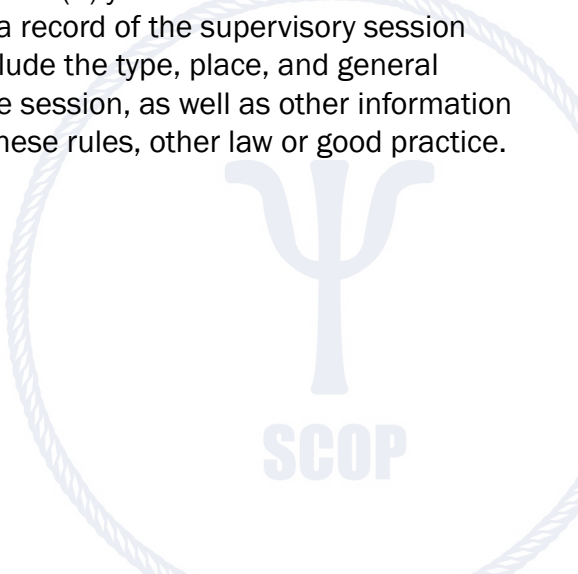 a record of the supervisory session
lude the type, place, and general
e session, as well as other information
hese rules, other law or good practice.
SCOP